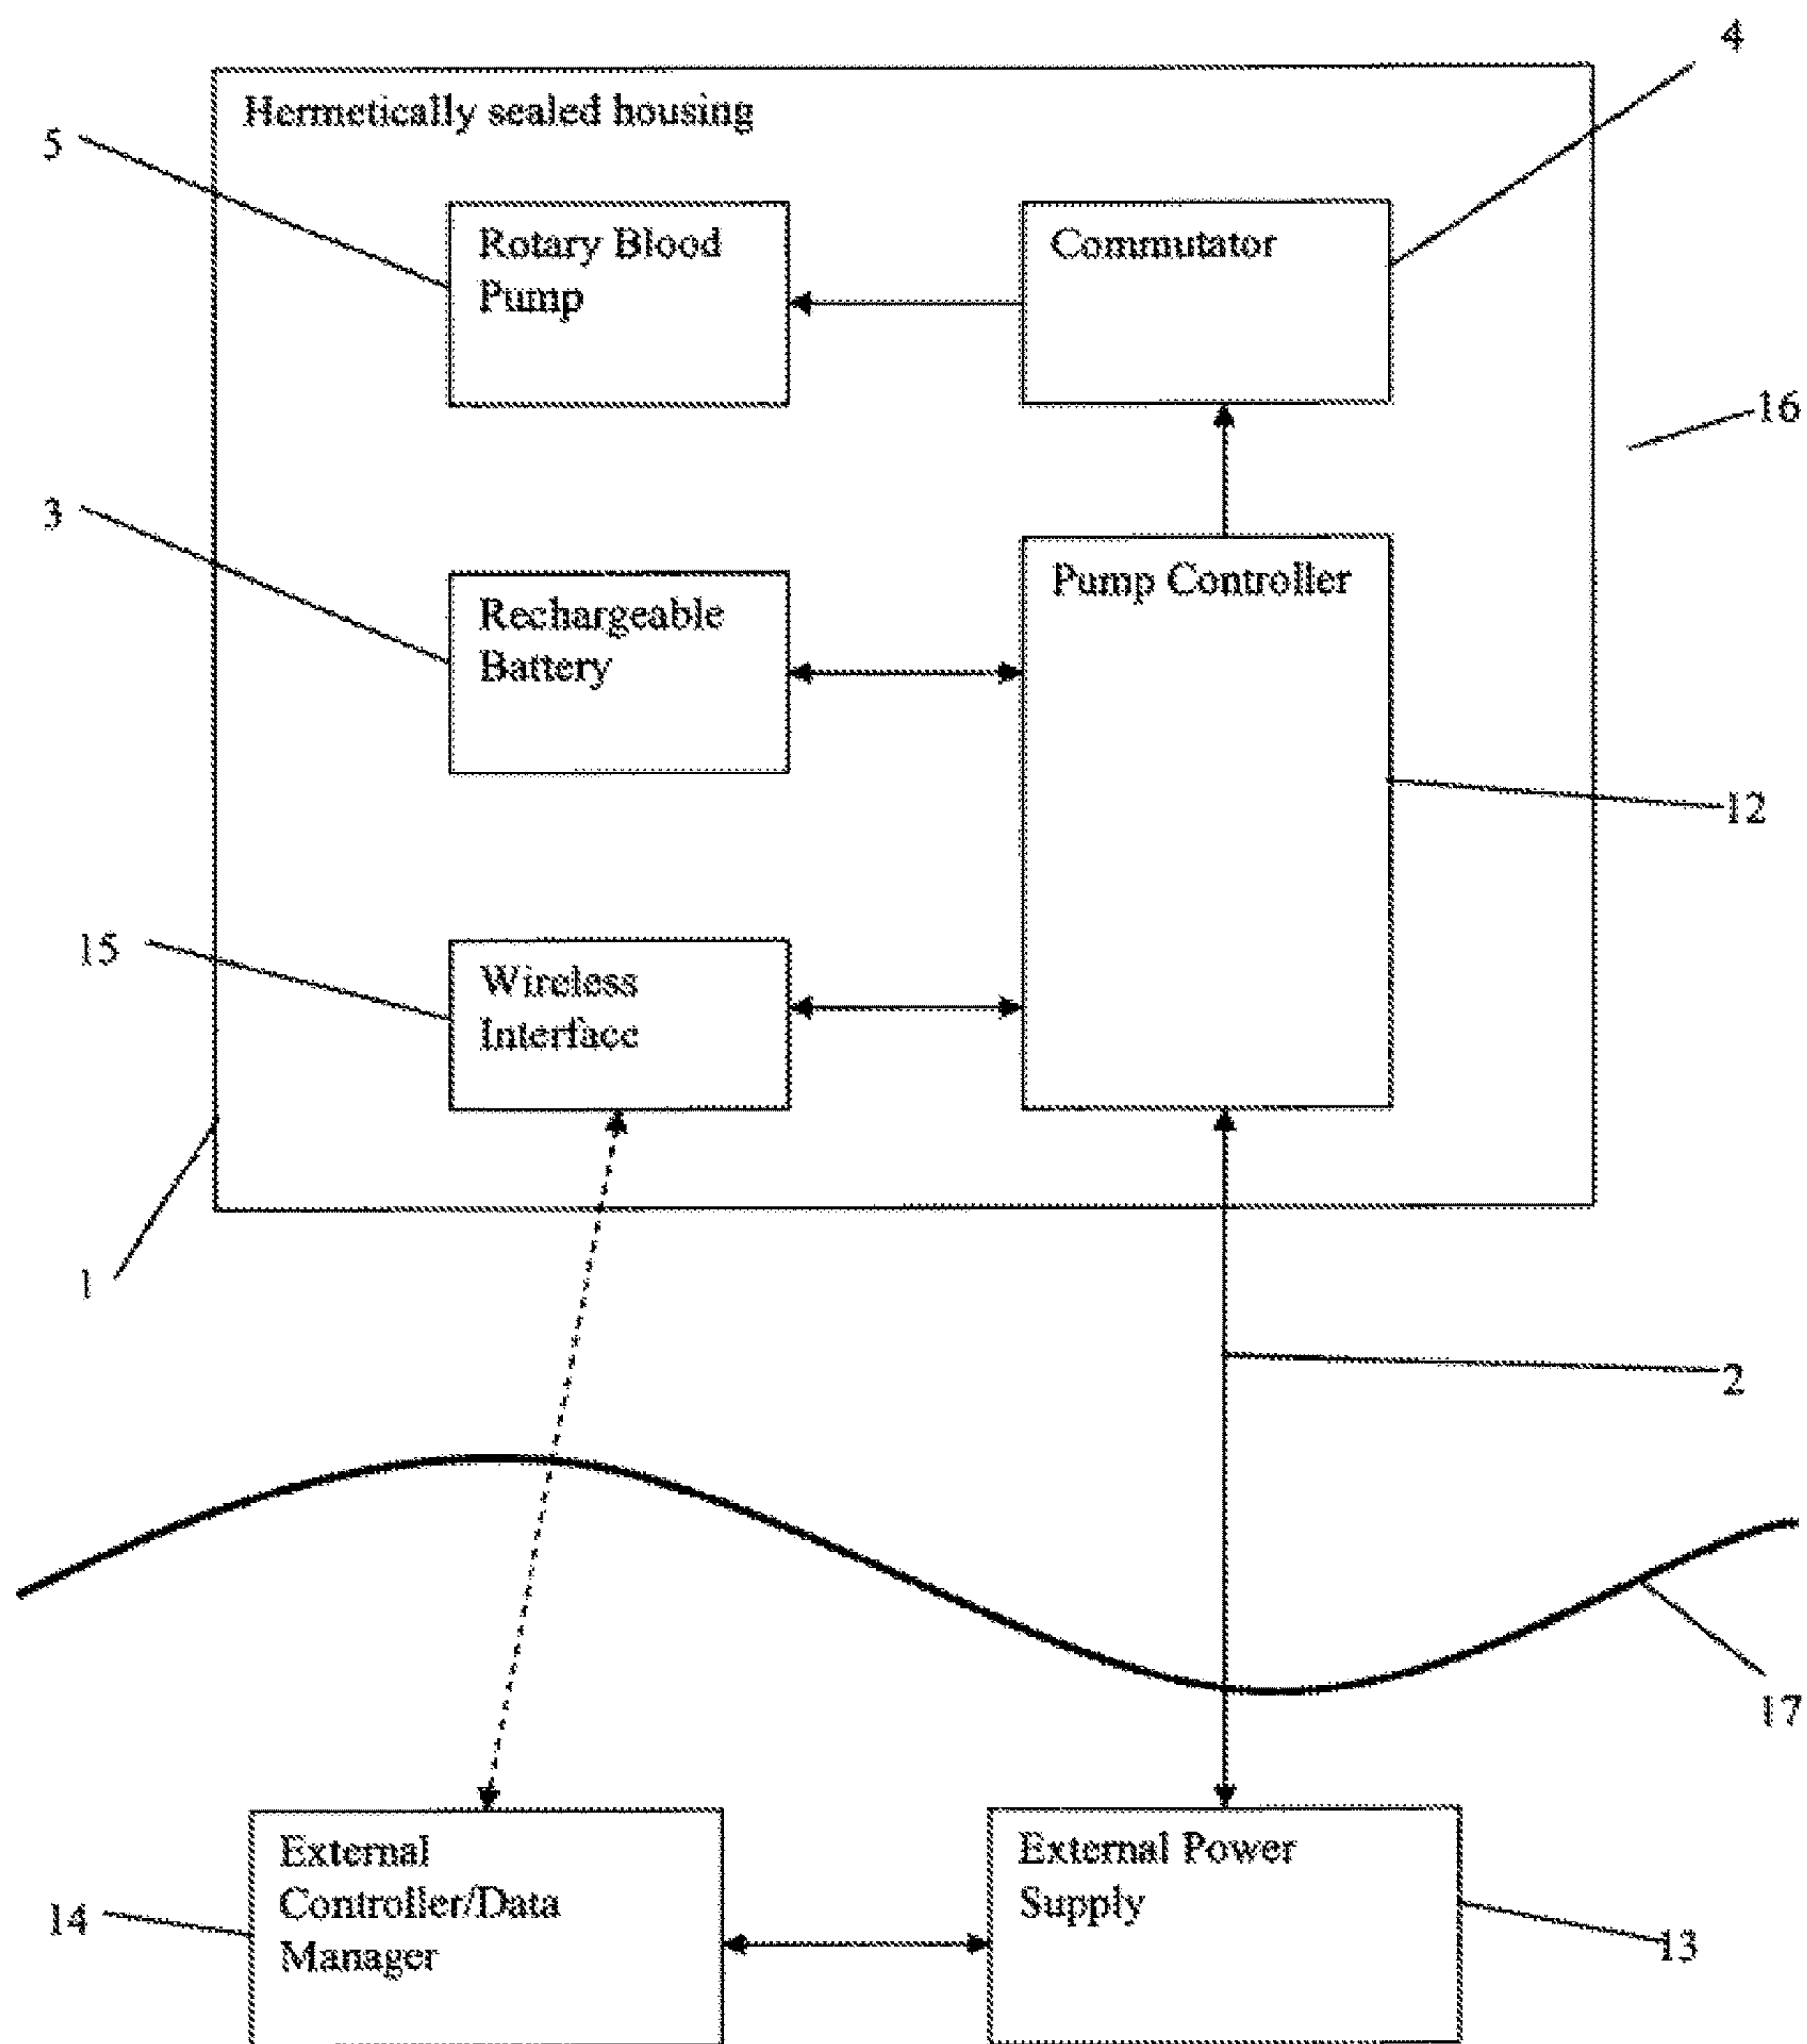 4
Hermetically sealed housing
5
Rotary Blood
Pump
Commutator
16
3
Rechargeable
Battery
Pump Controller
12
15
Wireless
Interface
1
2
17
External
Controller/Data
Manager
External Power
Supply
14
13